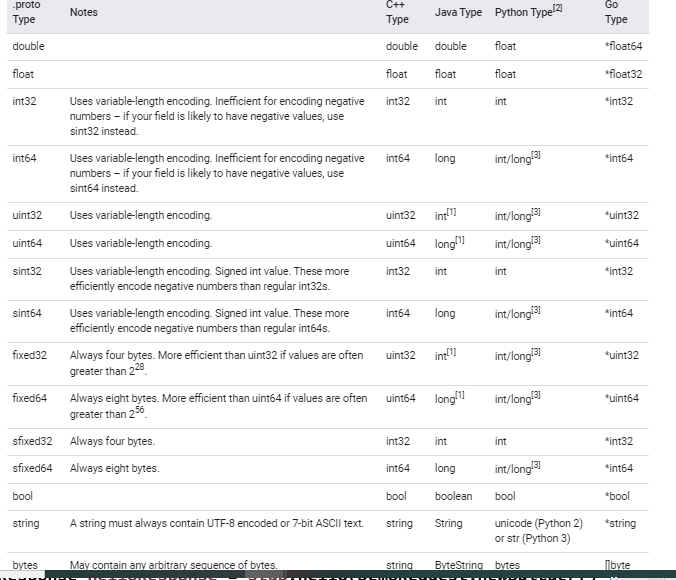 .proto Type Notes C++ Type Java Type Python Type[2] Go Type
double double double float *float64
float float float float *float32
int32 Uses variable-length encoding. Inefficient for encoding negative int32 int int *int32
numbers – if your field is likely to have negative values, use
sint32 instead.
int64 Uses variable-length encoding. Inefficient for encoding negative int64 long int/long[3] *int64
numbers – if your field is likely to have negative values, use
sint64 instead.
uint32 Uses variable-length encoding. uint32 int[1] int/long[3] *uint32
uint64 Uses variable-length encoding. uint64 long[1] int/long[3] *uint64
sint32 Uses variable-length encoding. Signed int value. These more int32 int int *int32
efficiently encode negative numbers than regular int32s.
sint64 Uses variable-length encoding. Signed int value. These more int64 long int/long[3] *int64
efficiently encode negative numbers than regular int64s.
fixed32 Always four bytes. More efficient than uint32 if values are often uint32 int[1] int/long[3] *uint32
greater than 2^28.
fixed64 Always eight bytes. More efficient than uint64 if values are often uint64 long[1] int/long[3] *uint64
greater than 2^56.
sfixed32 Always four bytes. int32 int int *int32
sfixed64 Always eight bytes. int64 long int/long[3] *int64
bool bool boolean bool *bool
string A string must always contain UTF-8 encoded or 7-bit ASCII text. string String unicode (Python 2) *string
or str (Python 3)
bytes May contain any arbitrary sequence of bytes. string ByteString bytes []byte